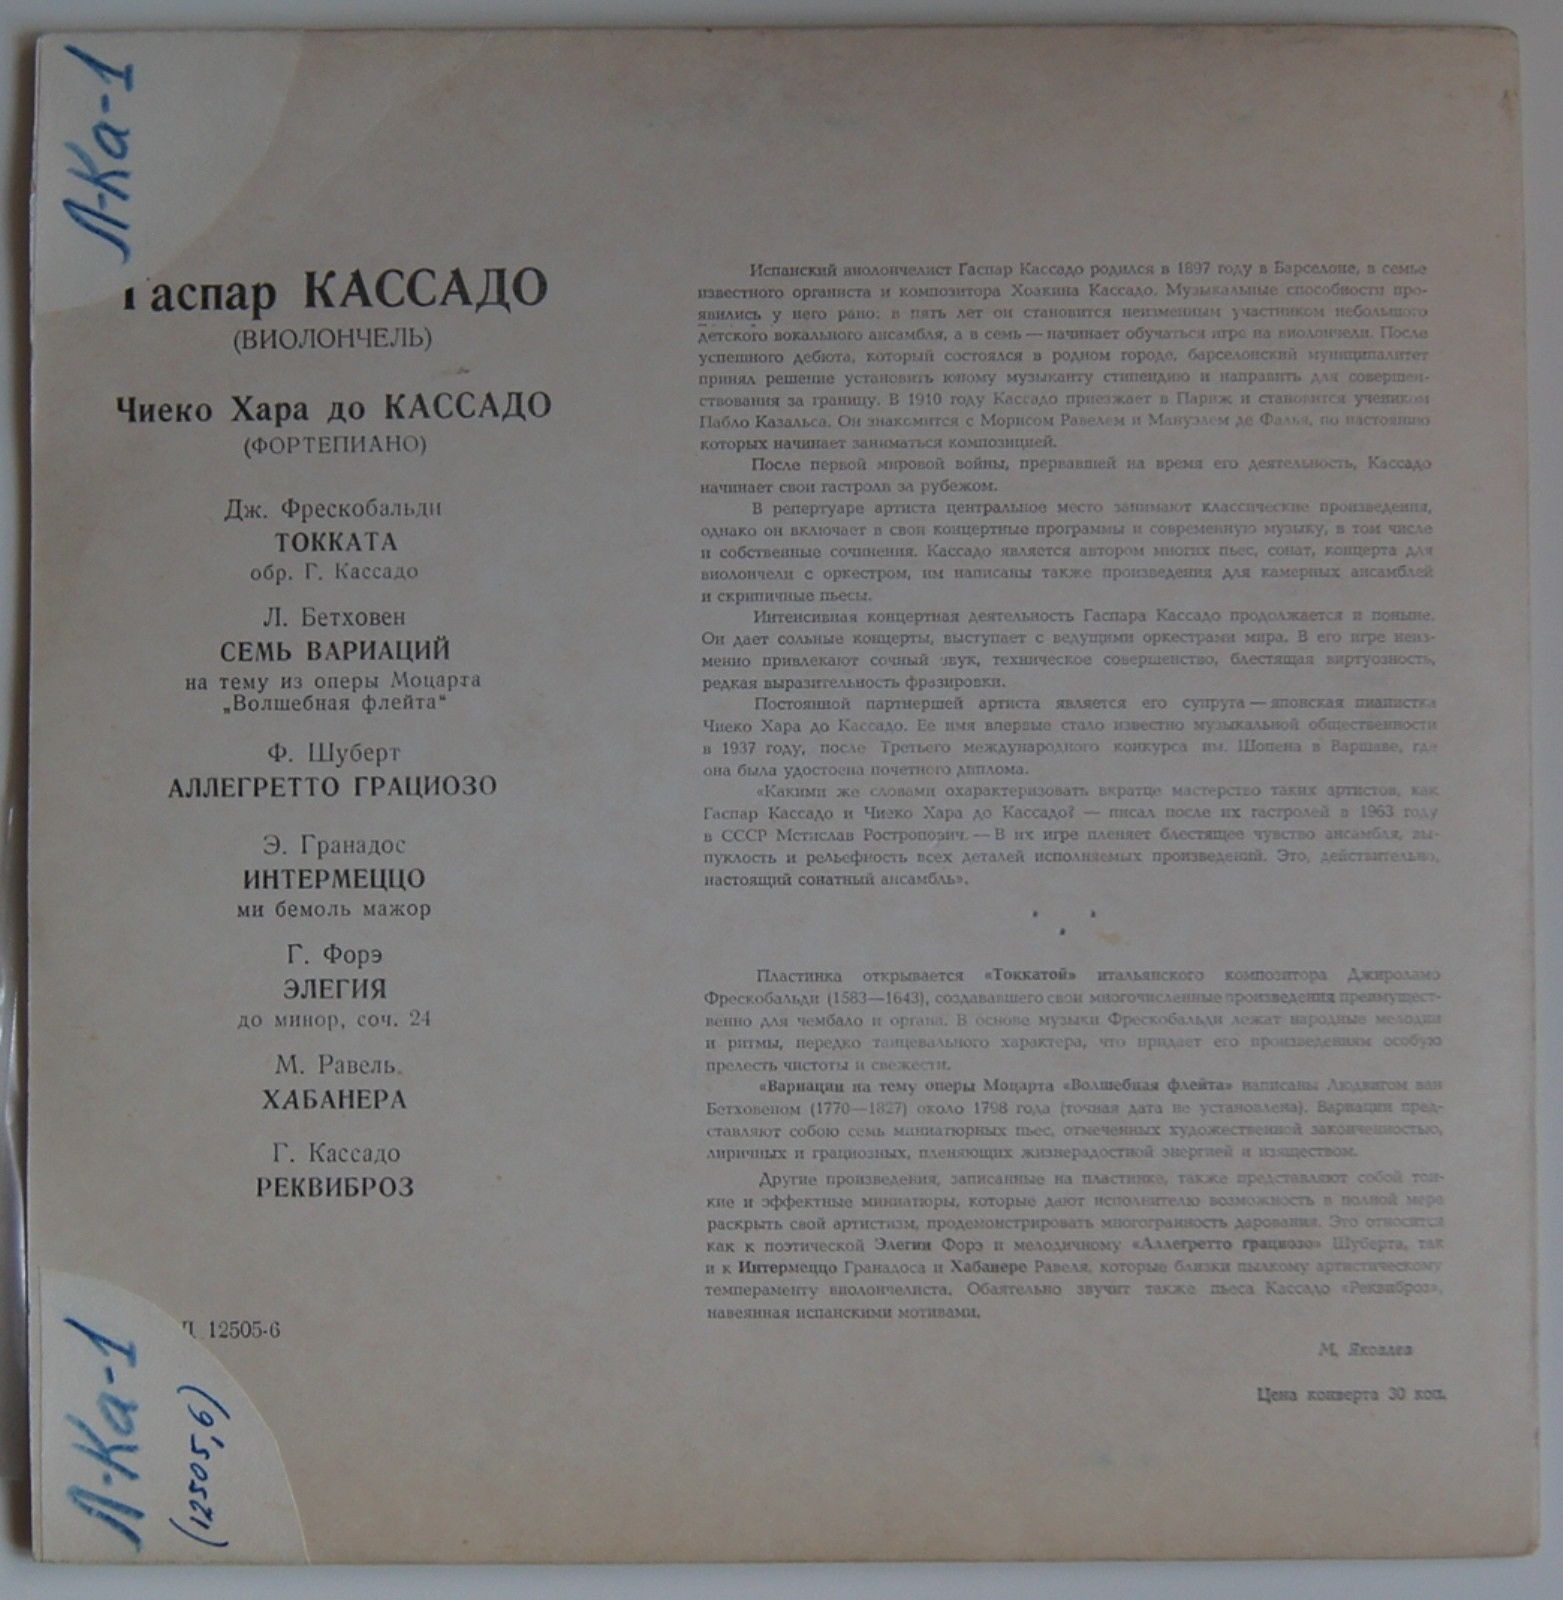 Л-Ка-1
Гаспар КАССАДО
(ВИОЛОНЧЕЛЬ)
Чиеко Хара до КАССАДО
(ФОРТЕПИАНО)
Дж. Фрескобальди
ТОККАТА
обр. Г. Кассадо
Л. Бетховен
СЕМЬ ВАРИАЦИЙ
на тему из оперы Моцарта
„Волшебная флейта“
Ф. Шуберт
АЛЛЕГРЕТТО ГРАЦИОЗО
Э. Гранадос
ИНТЕРМЕЦЦО
ми бемоль мажор
Г. Форэ
ЭЛЕГИЯ
до минор, соч. 24
М. Равель
ХАБАНЕРА
Г. Кассадо
РЕКВИБРОЗ
Д 12505-6
Л-Ка-1
(12505,6)
Испанский виолончелист Гаспар Кассадо родился в 1897 году в Барселоне, в семье
известного органиста и композитора Хоакина Кассадо. Музыкальные способности про-
явились у него рано: в пять лет он становится неизменным участником небольшого
детского вокального ансамбля, а в семь — начинает обучаться игре на виолончели. После
успешного дебюта, который состоялся в родном городе, барселонский муниципалитет
принял решение установить юному музыканту стипендию и направить для совершен-
ствования за границу. В 1910 году Кассадо приезжает в Париж и становится учеником
Пабло Казальса. Он знакомится с Морисом Равелем и Мануэлем де Фалья, по настоянию
которых начинает заниматься композицией.
После первой мировой войны, прервавшей на время его деятельность, Кассадо
начинает свои гастроли за рубежом.
В репертуаре артиста центральное место занимают классические произведения,
однако он включает в свои концертные программы и современную музыку, в том числе
и собственные сочинения. Кассадо является автором многих пьес, сонат, концерта для
виолончели с оркестром, им написаны также произведения для камерных ансамблей
и скрипичные пьесы.
Интенсивная концертная деятельность Гаспара Кассадо продолжается и поныне.
Он дает сольные концерты, выступает с ведущими оркестрами мира. В его игре неиз-
менно привлекают сочный звук, техническое совершенство, блестящая виртуозность,
редкая выразительность фразировки.
Постоянной партнершей артиста является его супруга — японская пианистка
Чиеко Хара до Кассадо. Ее имя впервые стало известно музыкальной общественности
в 1937 году, после Третьего международного конкурса им. Шопена в Варшаве, где
она была удостоена почетного диплома.
«Какими же словами охарактеризовать вкратце мастерство таких артистов, как
Гаспар Кассадо и Чиеко Хара до Кассадо? — писал после их гастролей в 1963 году
в СССР Мстислав Ростропович. — В их игре пленяет блестящее чувство ансамбля, вы-
пуклость и рельефность всех деталей исполняемых произведений. Это, действительно,
настоящий сонатный ансамбль».
Пластинка открывается «Токкатой» итальянского композитора Джироламо
Фрескобальди (1583—1643), создававшего свои многочисленные произведения преимущест-
венно для чембало и органа. В основе музыки Фрескобальди лежат народные мелодии
и ритмы, нередко танцевального характера, что придает его произведениям особую
прелесть чистоты и свежести.
«Вариации на тему оперы Моцарта «Волшебная флейта» написаны Людвигом ван
Бетховеном (1770—1827) около 1798 года (точная дата не установлена). Вариации пред-
ставляют собою семь миниатюрных пьес, отмеченных художественной законченностью,
лиричных и грациозных, пленяющих жизнерадостной энергией и изяществом.
Другие произведения, записанные на пластинке, также представляют собой тон-
кие и эффектные миниатюры, которые дают исполнителю возможность в полной мере
раскрыть свой артистизм, продемонстрировать многогранность дарования. Это относится
как к поэтической Элегии Форэ и мелодичному «Аллегретто грациозо» Шуберта, так
и к Интермеццо Гранадоса и Хабанере Равеля, которые близки пылкому артистическому
темпераменту виолончелиста. Обаятельно звучит также пьеса Кассадо «Реквиброз»,
навеянная испанскими мотивами.
М. Яковлев
Цена конверта 30 коп.